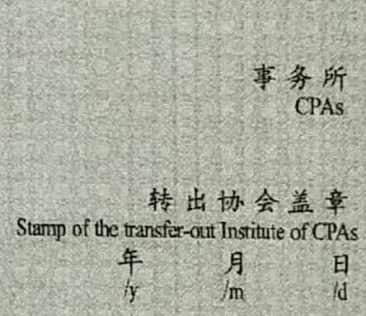 事务所
CPAs
转出协会盖章
Stamp of the transfer-out Institute of CPAs
年 月 日
/y /m /d